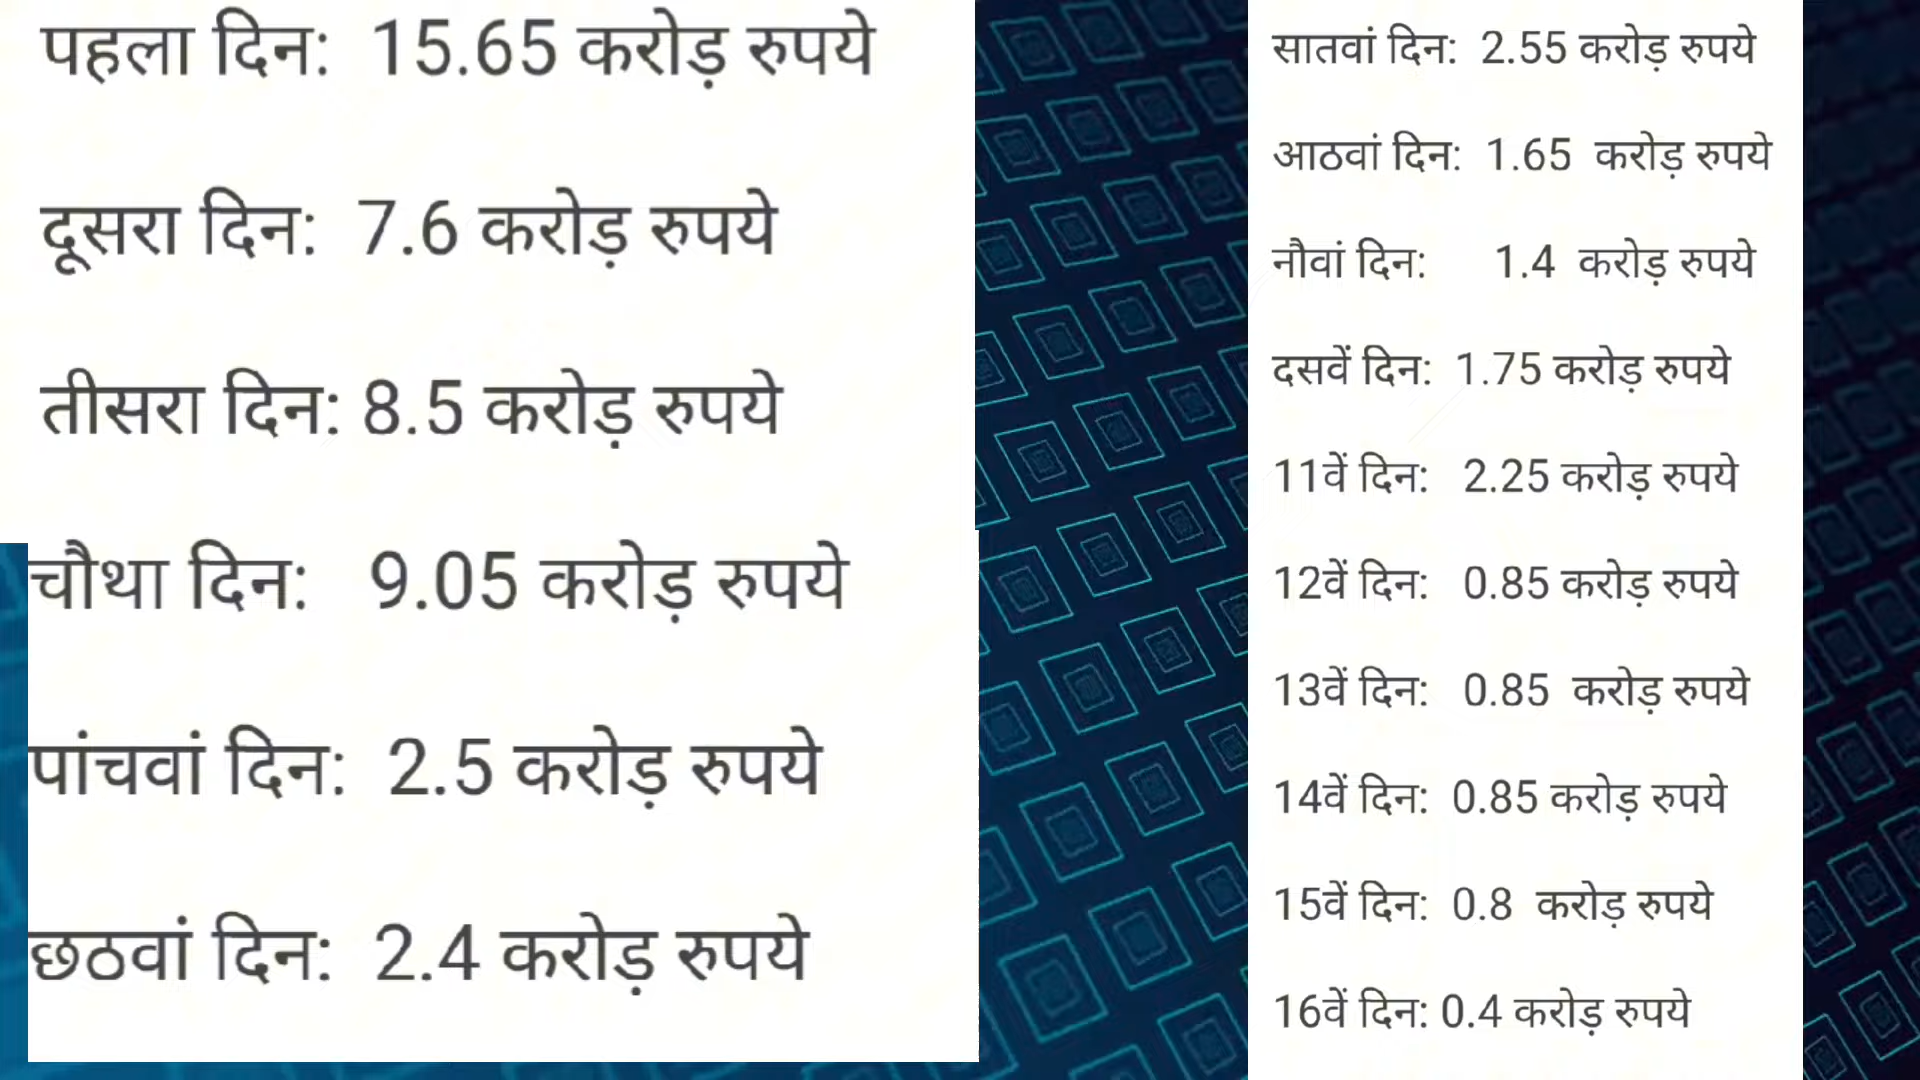 पहला दिन: 15.65 करोड़ रुपये
दूसरा दिन: 7.6 करोड़ रुपये
तीसरा दिन: 8.5 करोड़ रुपये
चौथा दिन: 9.05 करोड़ रुपये
पांचवां दिन: 2.5 करोड़ रुपये
छठवां दिन: 2.4 करोड़ रुपये
सातवां दिन: 2.55 करोड़ रुपये
आठवां दिन: 1.65 करोड़ रुपये
नौवां दिन: 1.4 करोड़ रुपये
दसवें दिन: 1.75 करोड़ रुपये
11वें दिन: 2.25 करोड़ रुपये
12वें दिन: 0.85 करोड़ रुपये
13वें दिन: 0.85 करोड़ रुपये
14वें दिन: 0.85 करोड़ रुपये
15वें दिन: 0.8 करोड़ रुपये
16वें दिन: 0.4 करोड़ रुपये